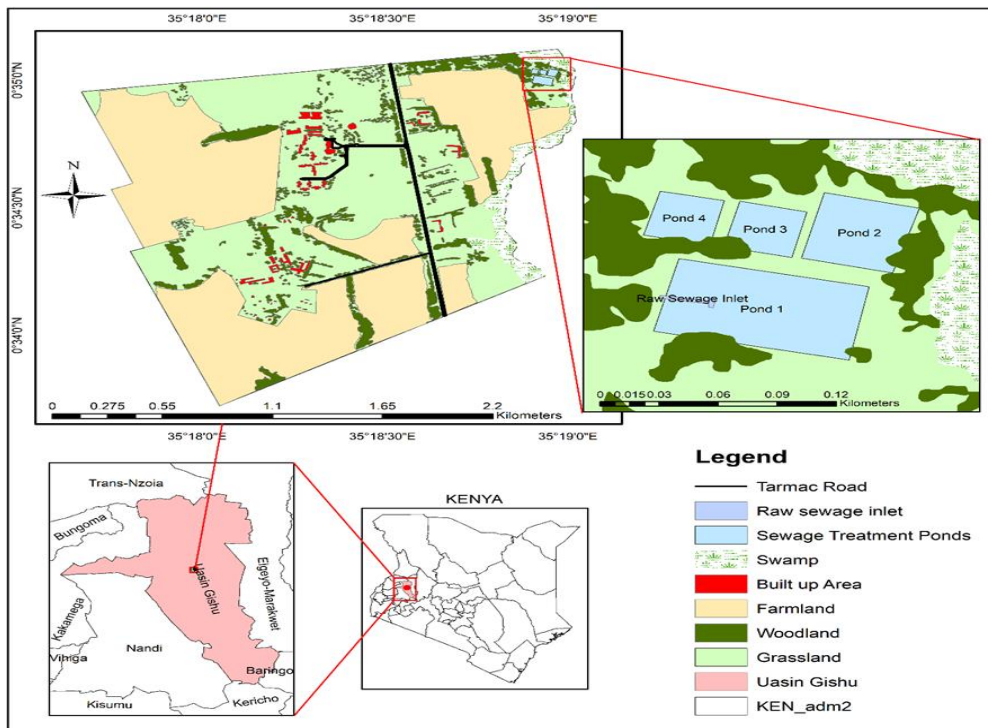 35°18'0"E 35°18'30"E 35°19'0"E
0°35'0"N
0°34'30"N
0°34'0"N
N
Pond 4
Pond 3
Pond 2
Raw Sewage Inlet
Pond 1
0 0.015 0.03 0.06 0.09 0.12
Kilometers
0 0.275 0.55 1.1 1.65 2.2
Kilometers
35°18'0"E 35°18'30"E 35°19'0"E
Trans-Nzoia
Bungoma
Uasin Gishu
Elgeyo-Marakwet
Kakamega
Vihiga
Nandi
Baringo
Kisumu
Kericho
KENYA
Legend
Tarmac Road
Raw sewage inlet
Sewage Treatment Ponds
Swamp
Built up Area
Farmland
Woodland
Grassland
Uasin Gishu
KEN_adm2